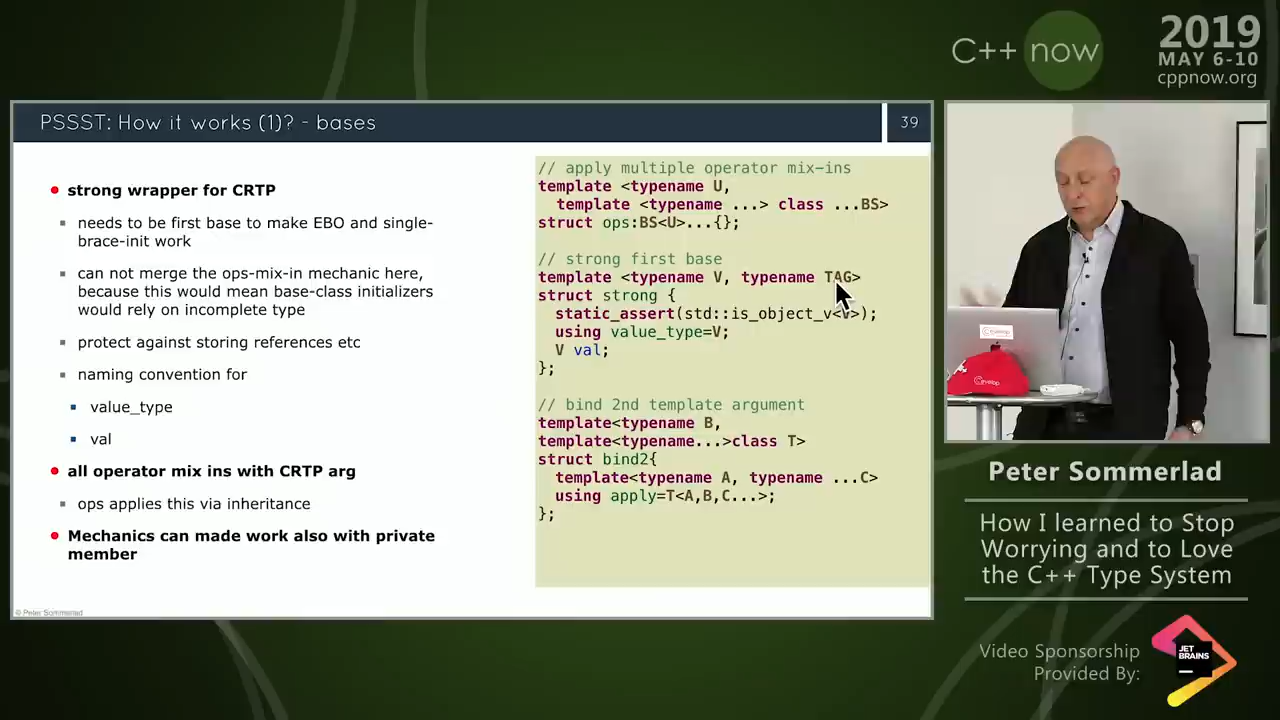 C++ now
2019
MAY 6-10
cppnow.org
PSSST: How it works (1)? - bases
39
strong wrapper for CRTP
needs to be first base to make EBO and single-
brace-init work
can not merge the ops-mix-in mechanic here,
because this would mean base-class initializers
would rely on incomplete type
protect against storing references etc
naming convention for
value_type
val
all operator mix ins with CRTP arg
ops applies this via inheritance
Mechanics can made work also with private
member
// apply multiple operator mix-ins
template <typename U,
template <typename ...> class ...BS>
struct ops:BS<U>...{};
// strong first base
template <typename V, typename TAG>
struct strong {
static_assert(std::is_object_v<V>);
using value_type=V;
V val;
};
// bind 2nd template argument
template<typename B,
template<typename...>class T>
struct bind2{
template<typename A, typename ...C>
using apply=T<A,B,C...>;
};
© Peter Sommerlad
Cevelop
Peter Sommerlad
How I learned to Stop
Worrying and to Love
the C++ Type System
Video Sponsorship
Provided By:
JET
BRAINS